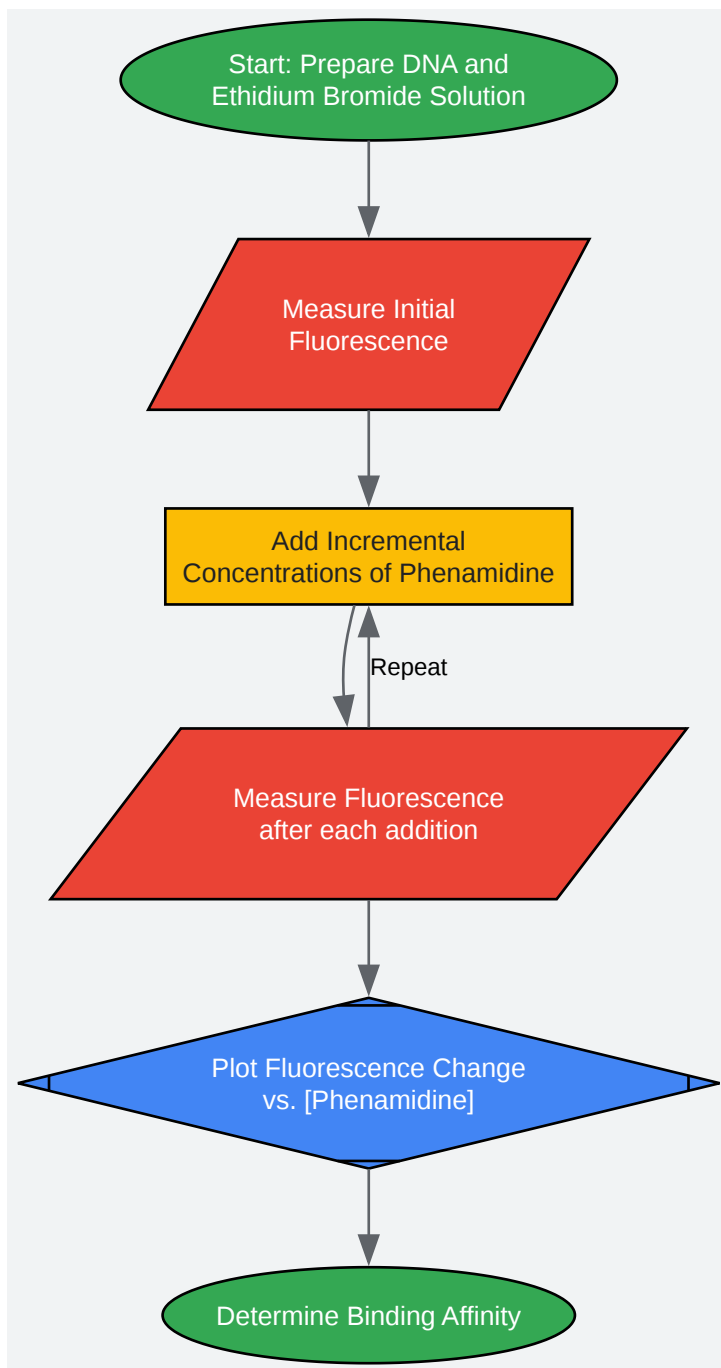 Start: Prepare DNA and
Ethidium Bromide Solution
Measure Initial
Fluorescence
Add Incremental
Concentrations of Phenamidine
Repeat
Measure Fluorescence
after each addition
Plot Fluorescence Change
vs. [Phenamidine]
Determine Binding Affinity